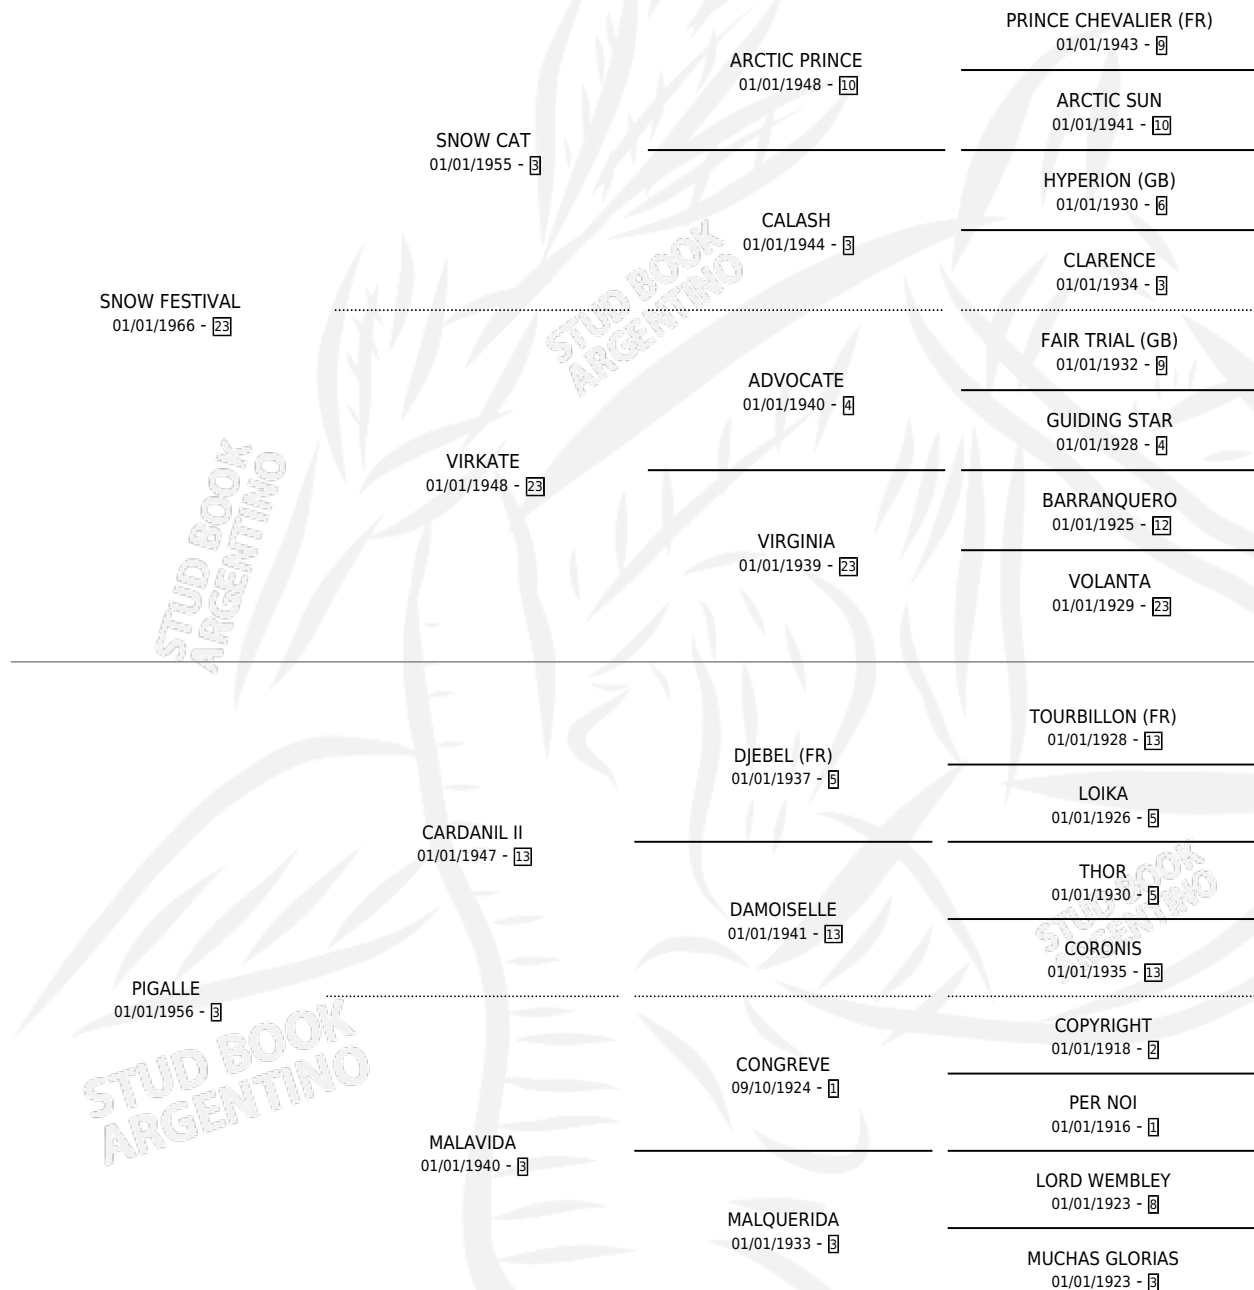 PRINCE CHEVALIER (FR)
01/01/1943 - 9
ARCTIC PRINCE
01/01/1948 - 10
ARCTIC SUN
01/01/1941 - 10
SNOW CAT
01/01/1955 - 3
HYPERION (GB)
01/01/1930 - 6
CALASH
01/01/1944 - 3
CLARENCE
01/01/1934 - 3
SNOW FESTIVAL
01/01/1966 - 23
FAIR TRIAL (GB)
01/01/1932 - 9
ADVOCATE
01/01/1940 - 4
GUIDING STAR
01/01/1928 - 4
VIRKATE
01/01/1948 - 23
BARRANQUERO
01/01/1925 - 12
VIRGINIA
01/01/1939 - 23
VOLANTA
01/01/1929 - 23
STUD BOOK
ARGENTINO
STUD BOOK
ARGENTINO
TOURBILLON (FR)
01/01/1928 - 13
DJEBEL (FR)
01/01/1937 - 5
LOIKA
01/01/1926 - 5
CARDANIL II
01/01/1947 - 13
THOR
01/01/1930 - 5
DAMOISELLE
01/01/1941 - 13
CORONIS
01/01/1935 - 13
PIGALLE
01/01/1956 - 3
COPYRIGHT
01/01/1918 - 2
CONGREVE
09/10/1924 - 1
PER NOI
01/01/1916 - 1
MALAVIDA
01/01/1940 - 3
LORD WEMBLEY
01/01/1923 - 8
MALQUERIDA
01/01/1933 - 3
MUCHAS GLORIAS
01/01/1923 - 3
STUD BOOK
ARGENTINO
STUD BOOK
ARGENTINO